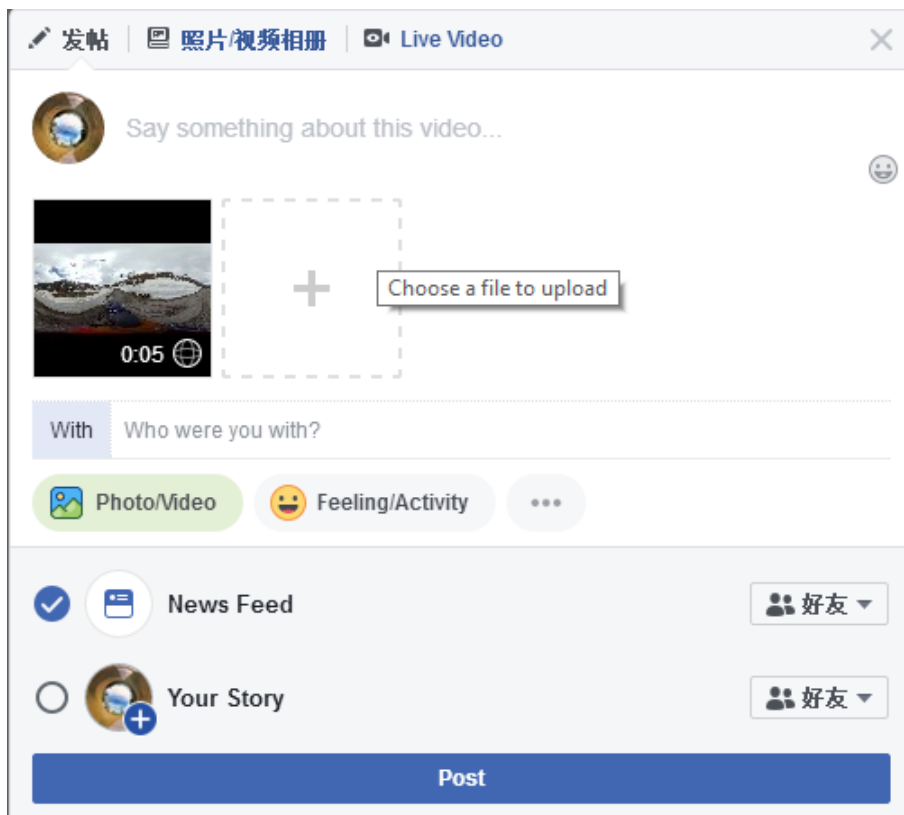 发帖 照片/视频相册 Live Video
Say something about this video...
Choose a file to upload
0:05
With Who were you with?
Photo/Video Feeling/Activity
News Feed 好友
Your Story 好友
Post